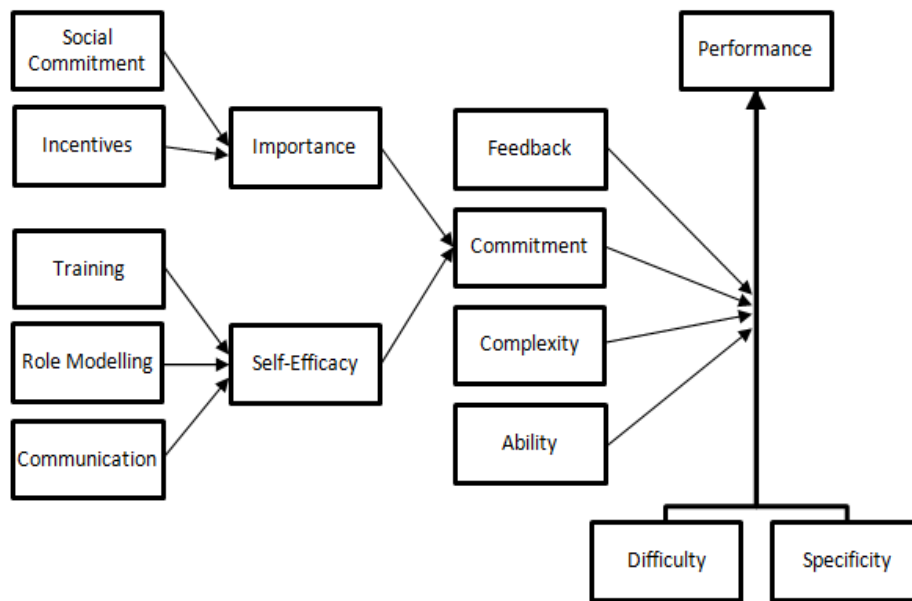 Social
Commitment
Incentives
Training
Role Modelling
Communication
Importance
Self-Efficacy
Feedback
Commitment
Complexity
Ability
Performance
Difficulty
Specificity